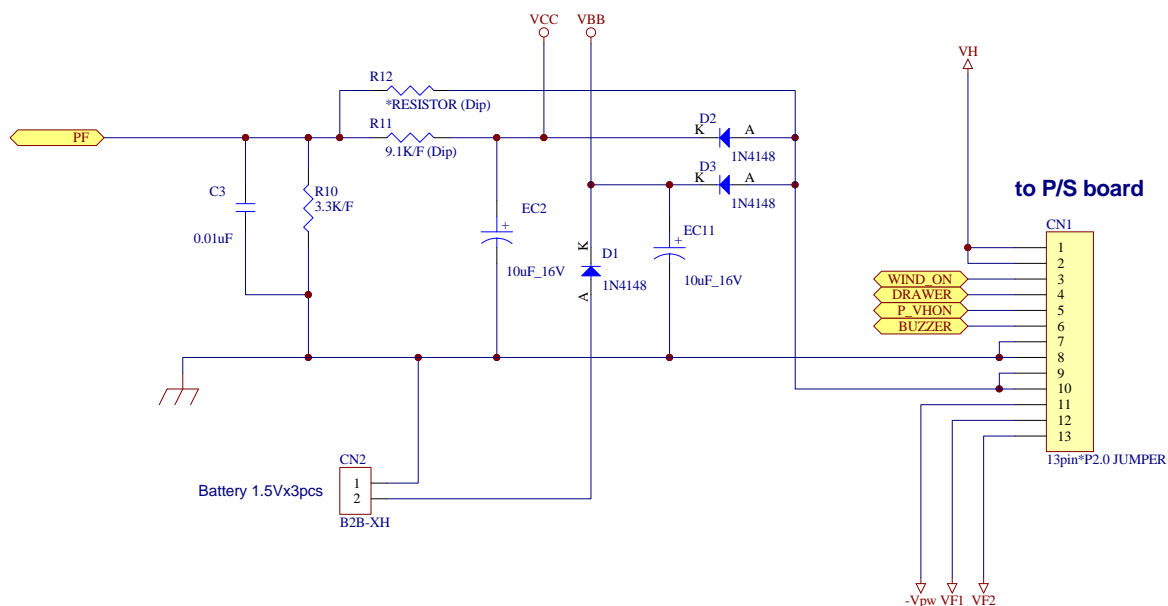 VCC
VBB
VH
R12
*RESISTOR (Dip)
PF
R11
9.1K/F (Dip)
D2
K
A
1N4148
D3
K
A
1N4148
to P/S board
C3
0.01uF
R10
3.3K/F
EC2
10uF_16V
K
D1
1N4148
A
EC11
10uF_16V
CN1
1
2
WIND_ON
3
DRAWER
4
P_VHON
5
BUZZER
6
7
8
9
10
11
12
13
13pin*P2.0 JUMPER
CN2
Battery 1.5Vx3pcs
1
2
B2B-XH
-Vpw
VF1
VF2